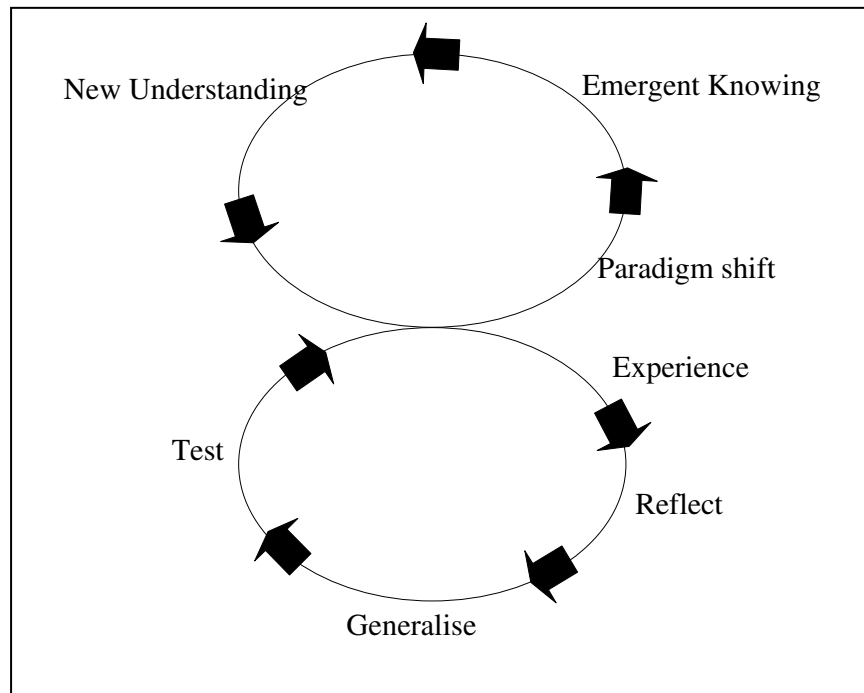 New Understanding
Emergent Knowing
Paradigm shift
Experience
Test
Reflect
Generalise